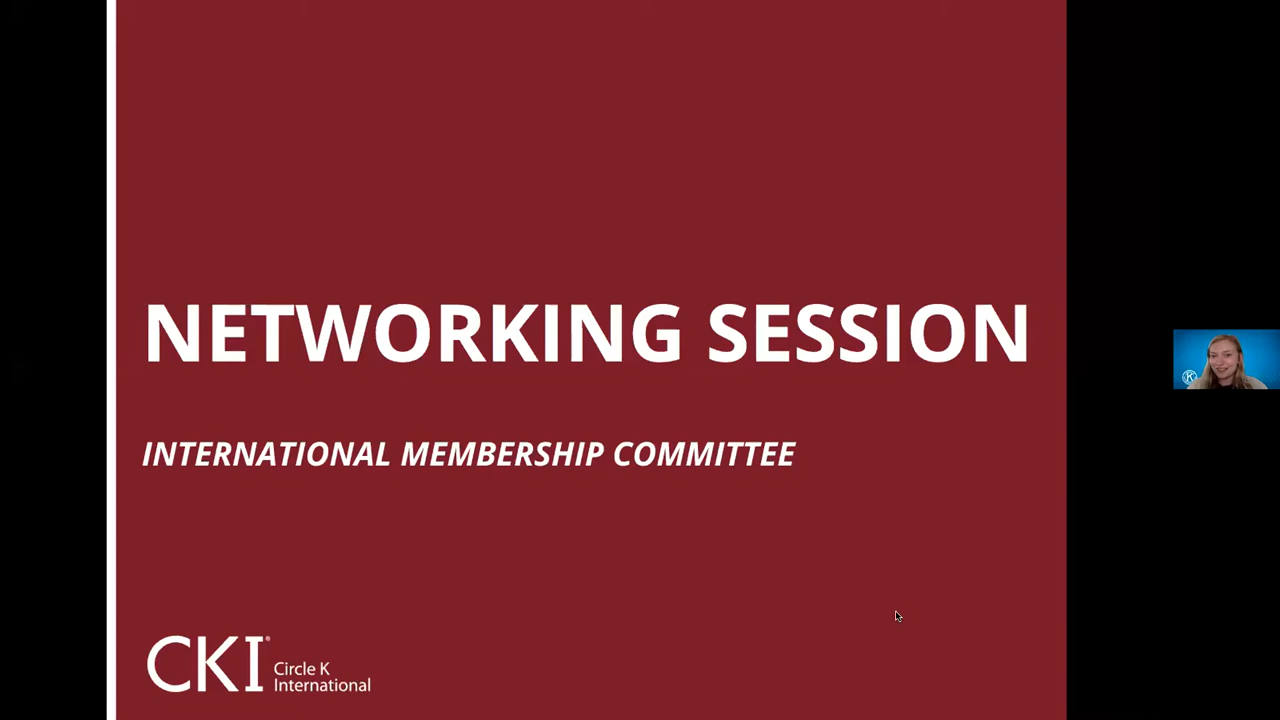 NETWORKING SESSION
INTERNATIONAL MEMBERSHIP COMMITTEE
CKI® Circle K
International
K